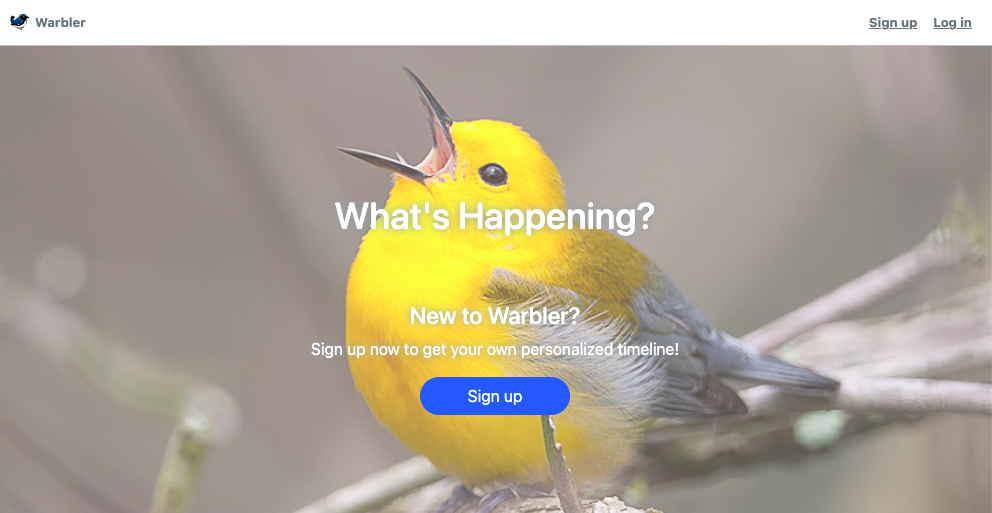 Warbler
Sign up
Log in
What's Happening?
New to Warbler?
Sign up now to get your own personalized timeline!
Sign up